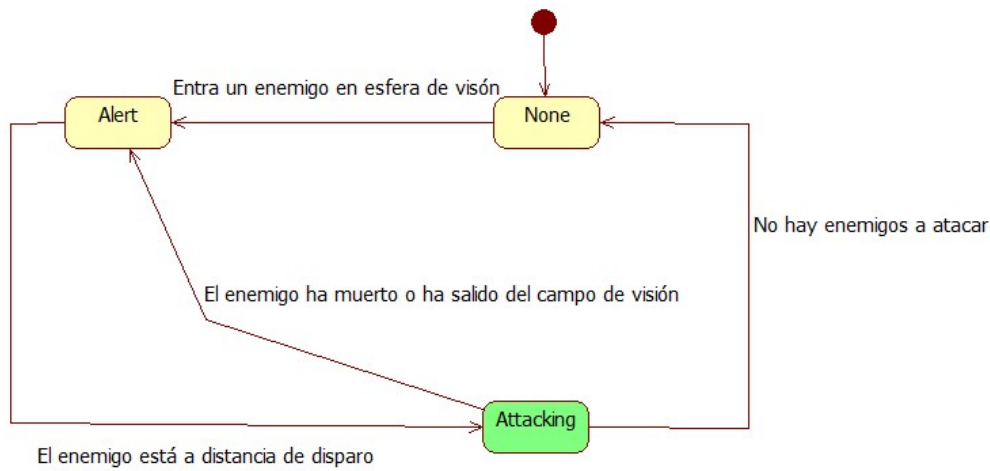 Entra un enemigo en esfera de visón
Alert
None
No hay enemigos a atacar
El enemigo ha muerto o ha salido del campo de visión
Attacking
El enemigo está a distancia de disparo